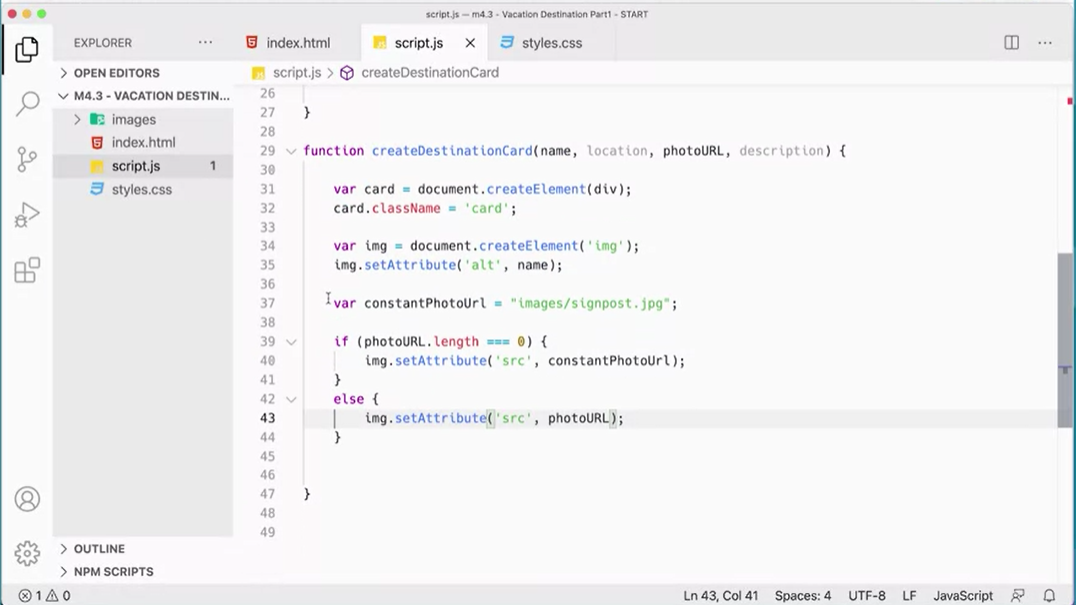 script.js — m4.3 - Vacation Destination Part1 - START
EXPLORER ···
index.html
script.js
styles.css
OPEN EDITORS
script.js > createDestinationCard
M4.3 - VACATION DESTIN...
images
index.html
script.js 1
styles.css
26
27 }
28
29 function createDestinationCard(name, location, photoURL, description) {
30
31 var card = document.createElement(div);
32 card.className = 'card';
33
34 var img = document.createElement('img');
35 img.setAttribute('alt', name);
36
37 var constantPhotoUrl = "images/signpost.jpg";
38
39 if (photoURL.length === 0) {
40 img.setAttribute('src', constantPhotoUrl);
41 }
42 else {
43 img.setAttribute('src', photoURL);
44 }
45
46
47 }
48
49
OUTLINE
NPM SCRIPTS
1 0
Ln 43, Col 41 Spaces: 4 UTF-8 LF JavaScript